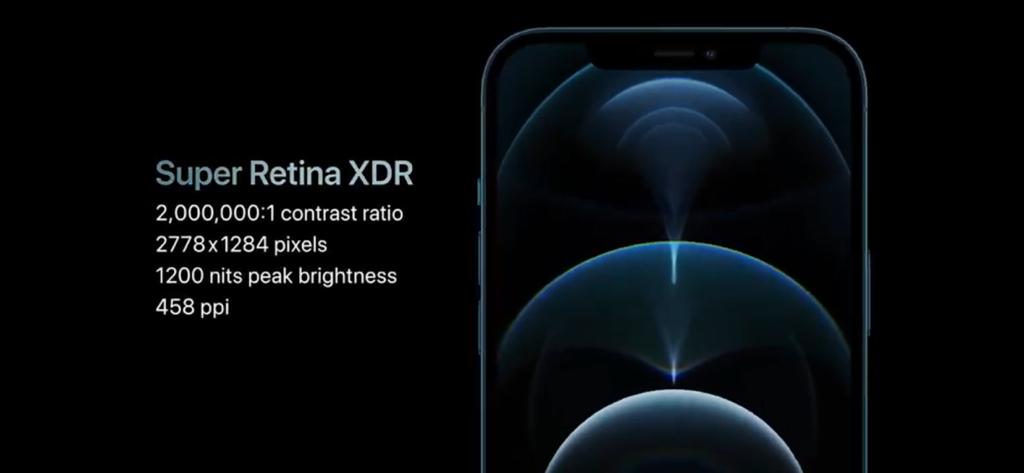 Super Retina XDR
2,000,000:1 contrast ratio
2778x1284 pixels
1200 nits peak brightness
458 ppi